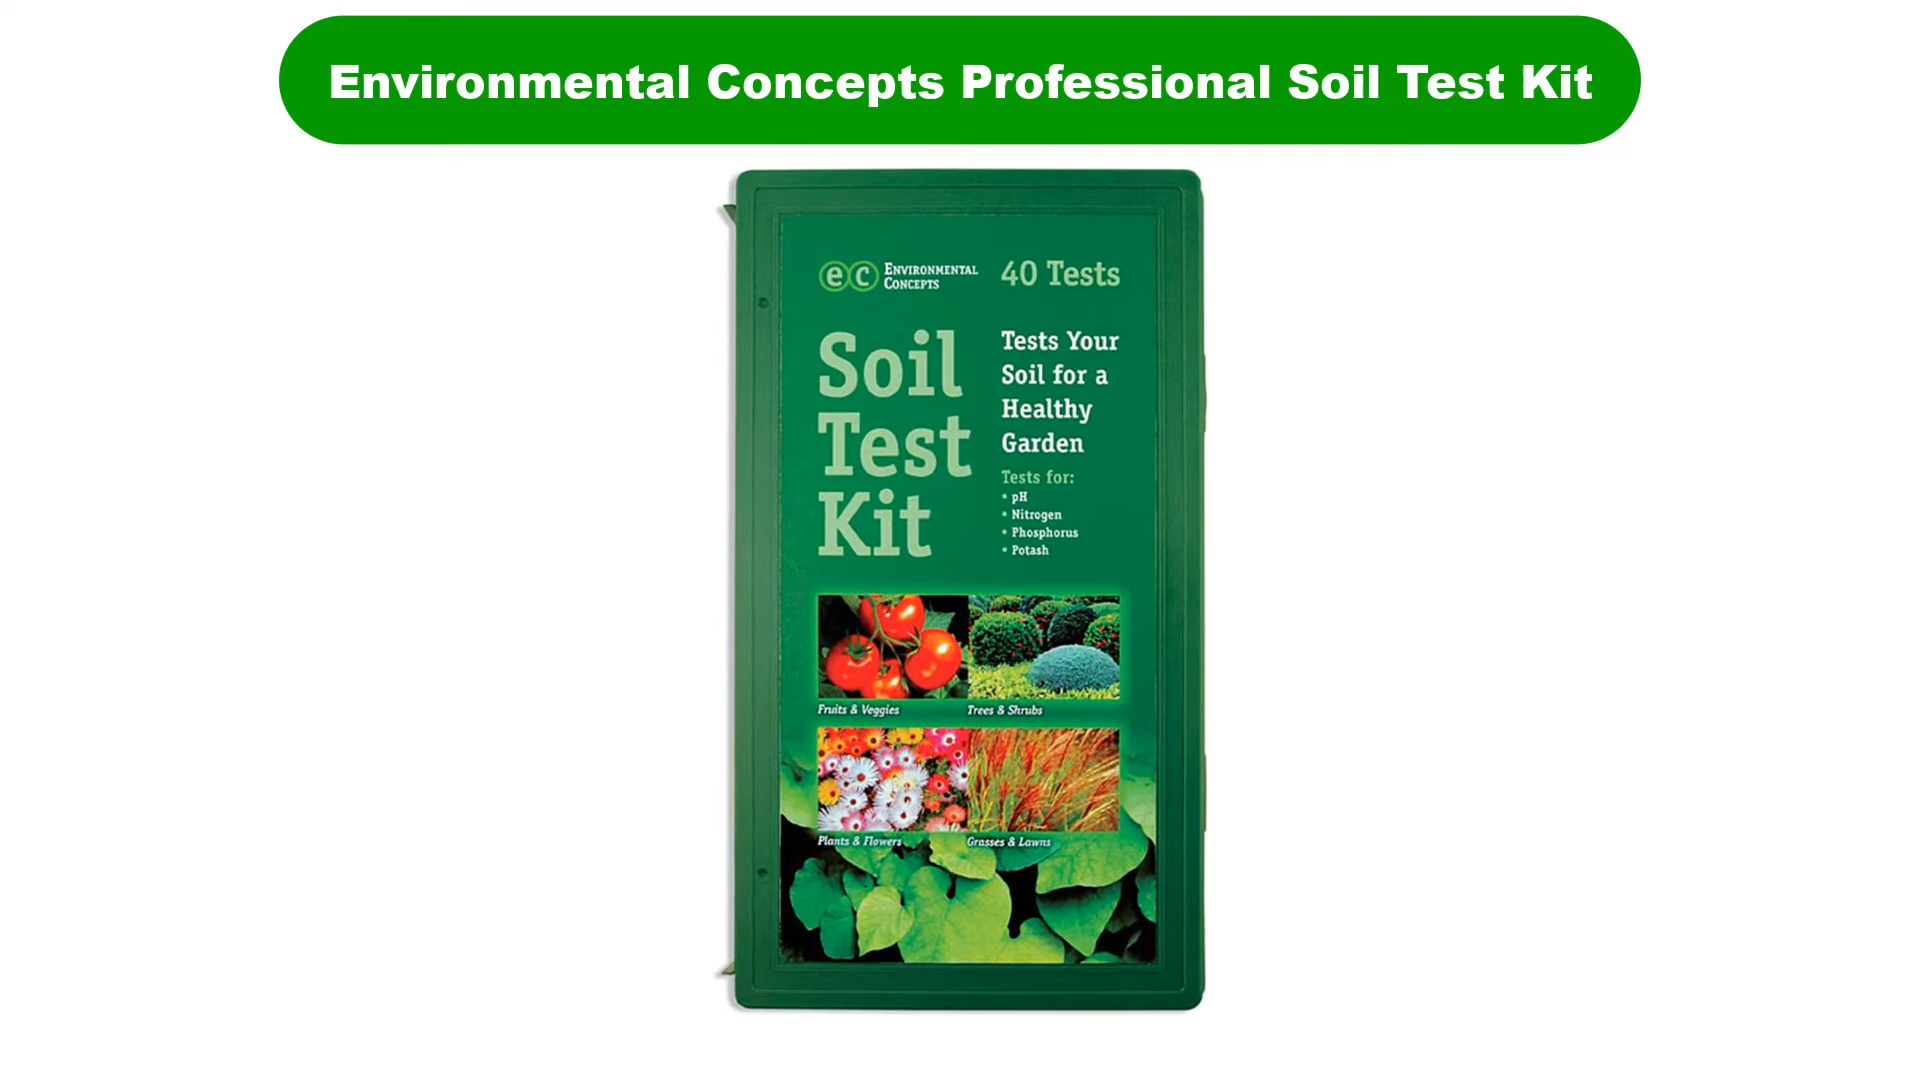 Environmental Concepts Professional Soil Test Kit
ec Environmental
Concepts
40 Tests
Soil
Test
Kit
Tests Your
Soil for a
Healthy
Garden
Tests for:
• pH
• Nitrogen
• Phosphorus
• Potash
Fruits & Veggies
Trees & Shrubs
Plants & Flowers
Grasses & Lawns